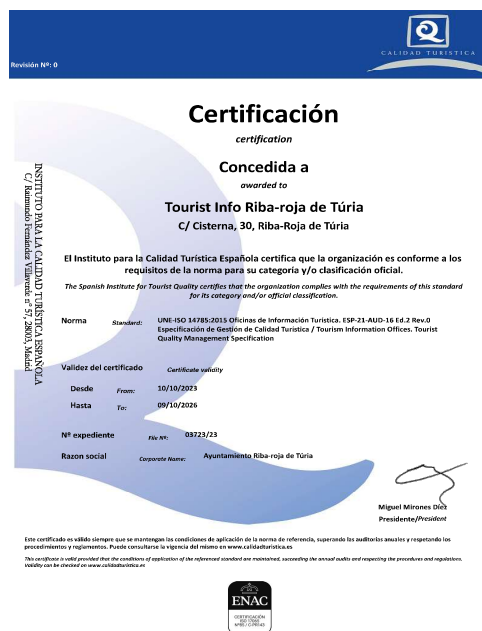 CALIDAD TURISTICA
Revisión Nº: 0
Certificación
certification
Concedida a
awarded to
Tourist Info Riba-roja de Túria
C/ Cisterna, 30, Riba-Roja de Túria
INSTITUTO PARA LA CALIDAD TURÍSTICA ESPAÑOLA
C/ Raimundo Fernández Villaverde nº 57, 28003, Madrid
El Instituto para la Calidad Turística Española certifica que la organización es conforme a los
requisitos de la norma para su categoría y/o clasificación oficial.
The Spanish Institute for Tourist Quality certifies that the organization complies with the requirements of this standard
for its category and/or official classification.
Norma Standard: UNE-ISO 14785:2015 Oficinas de Información Turística. ESP-21-AUD-16 Ed.2 Rev.0
Especificación de Gestión de Calidad Turística / Tourism Information Offices. Tourist
Quality Management Specification
Validez del certificado Certificate validity
Desde From: 10/10/2023
Hasta To: 09/10/2026
Nº expediente File Nº: 03723/23
Razon social Corporate Name: Ayuntamiento Riba-roja de Túria
Miguel Mirones Díez
Presidente/President
Este certificado es válido siempre que se mantengan las condiciones de aplicación de la norma de referencia, superando las auditorias anuales y respetando los
procedimientos y reglamentos. Puede consultarse la vigencia del mismo en www.calidadturistica.es
This certificate is valid provided that the conditions of application of the referenced standard are maintained, succeeding the annual audits and respecting the procedures and regulations.
Validity can be checked on www.calidadturistica.es
ENAC
CERTIFICACIÓN
ISO 17065